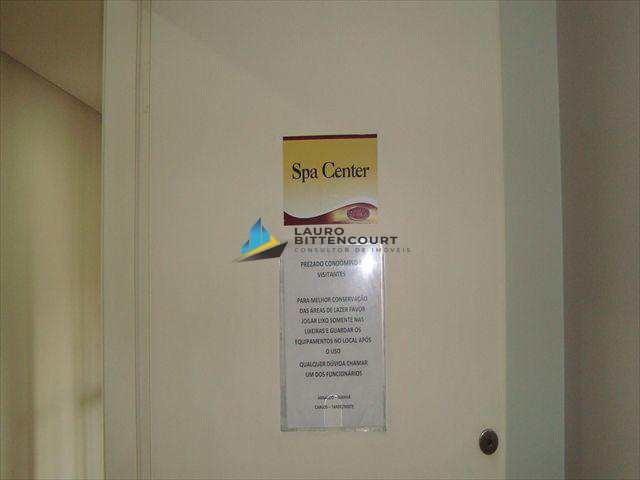 Spa Center
LAURO
BITTENCOURT
CONSULTOR DE IMÓVEIS
PREZADO CONDÔMINO E
VISITANTES
PARA MELHOR CONSERVAÇÃO
DAS ÁREAS DE LAZER FAVOR
JOGAR LIXO SOMENTE NAS
LIXEIRAS E GUARDAR OS
EQUIPAMENTOS NO LOCAL APÓS
O USO
QUALQUER DÚVIDA CHAMAR
UM DOS FUNCIONÁRIOS